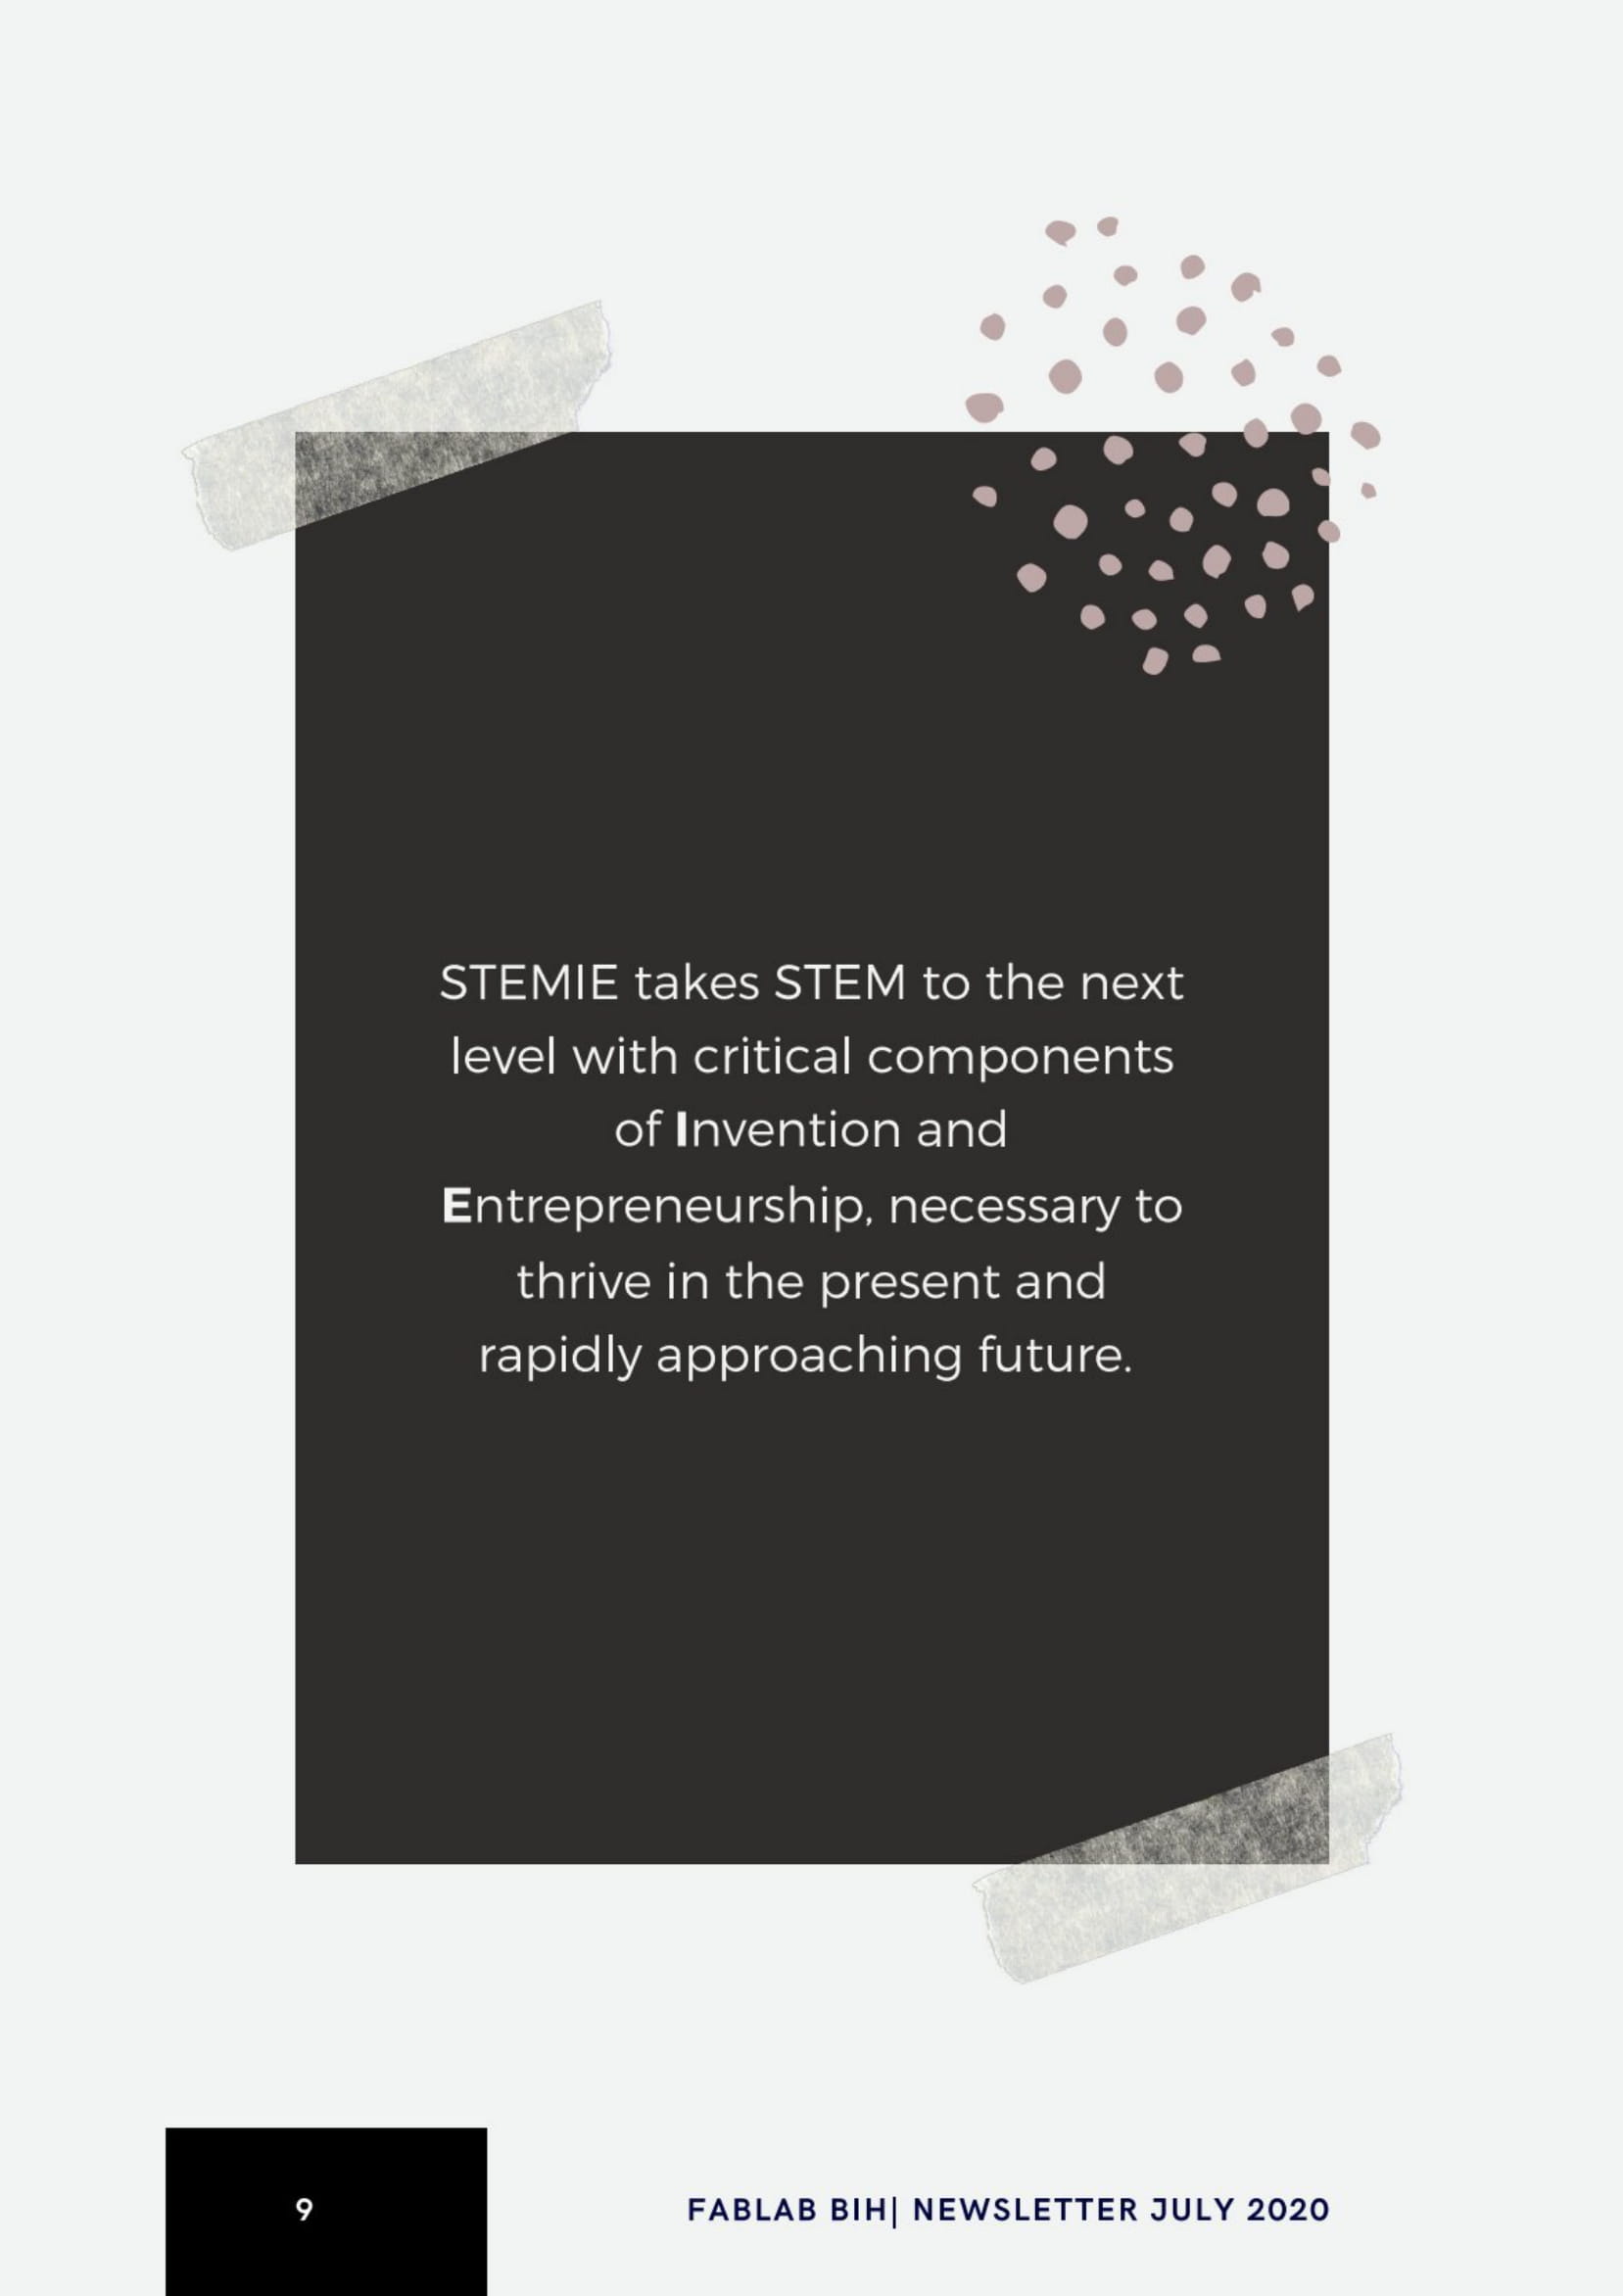 STEMIE takes STEM to the next
level with critical components
of Invention and
Entrepreneurship, necessary to
thrive in the present and
rapidly approaching future.
9
FABLAB BIH| NEWSLETTER JULY 2020